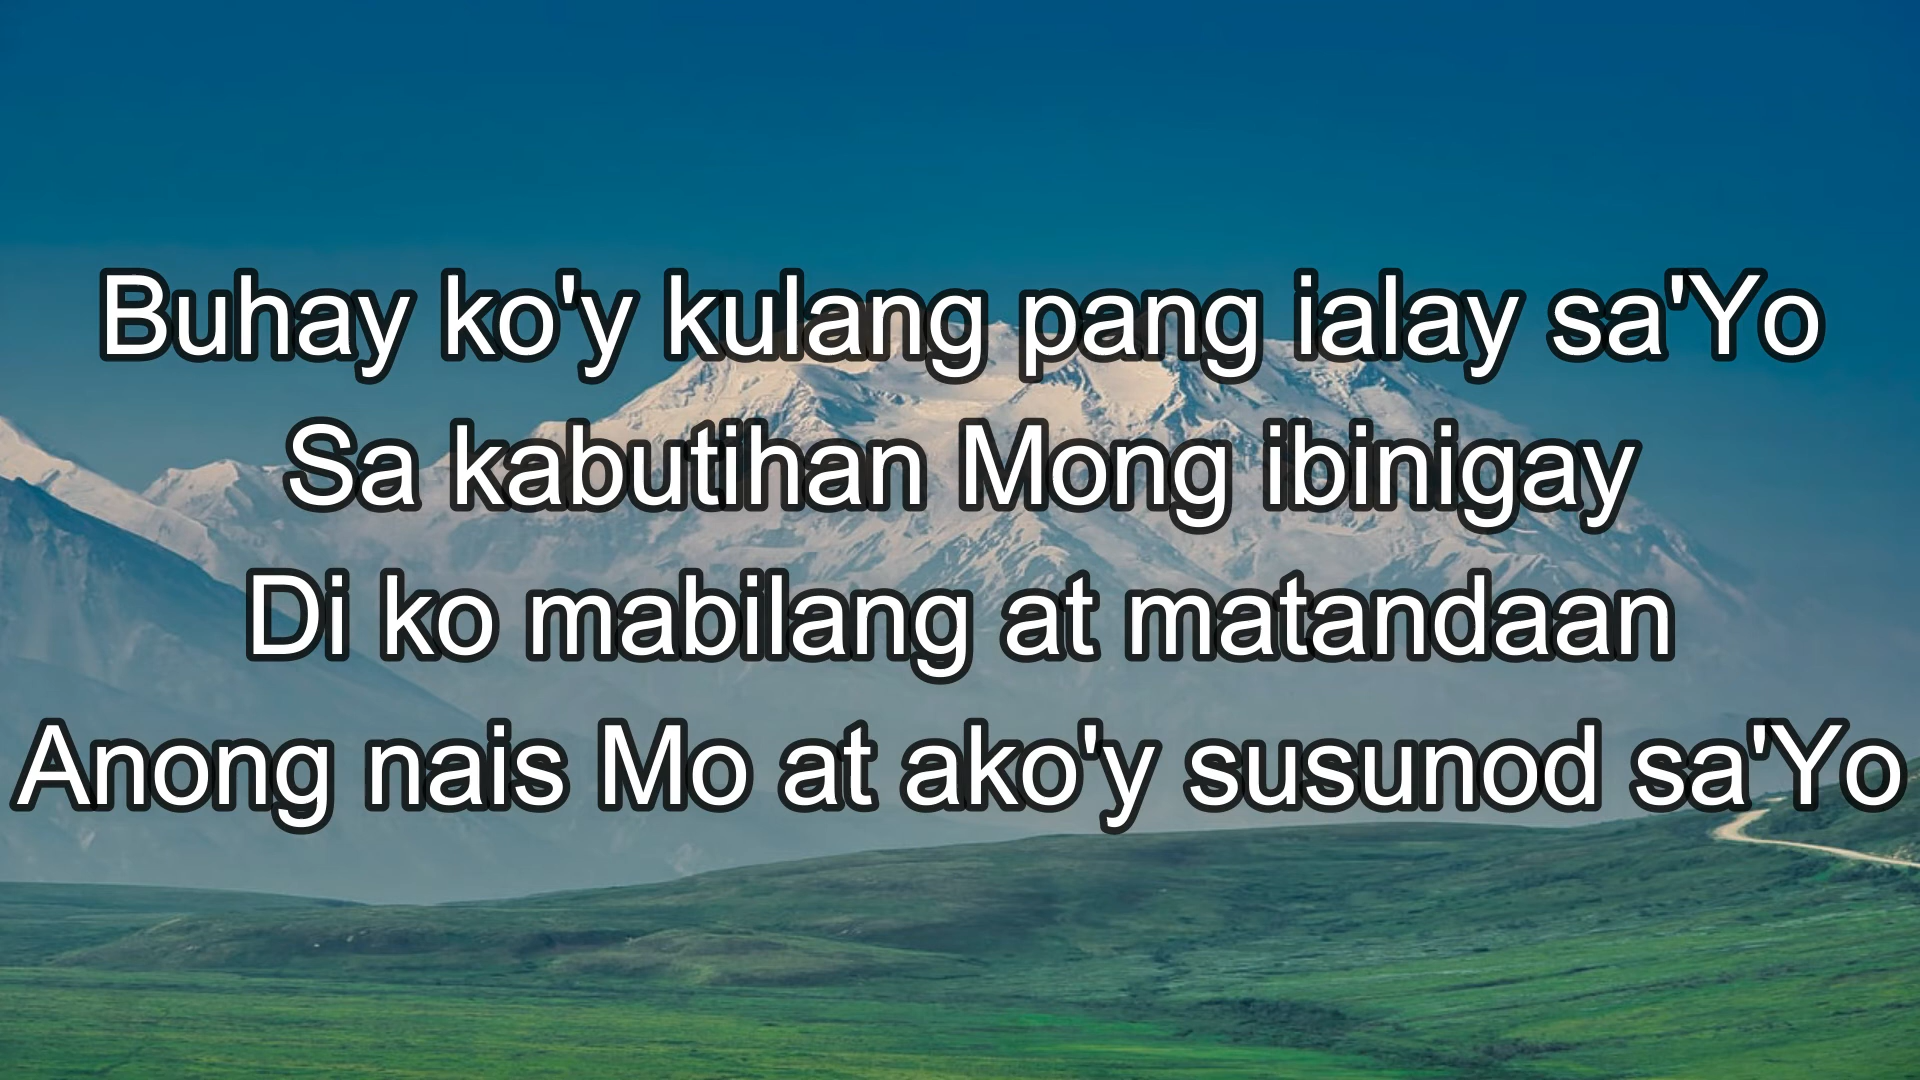 Buhay ko'y kulang pang ialay sa'Yo
Sa kabutihan Mong ibinigay
Di ko mabilang at matandaan
Anong nais Mo at ako'y susunod sa'Yo